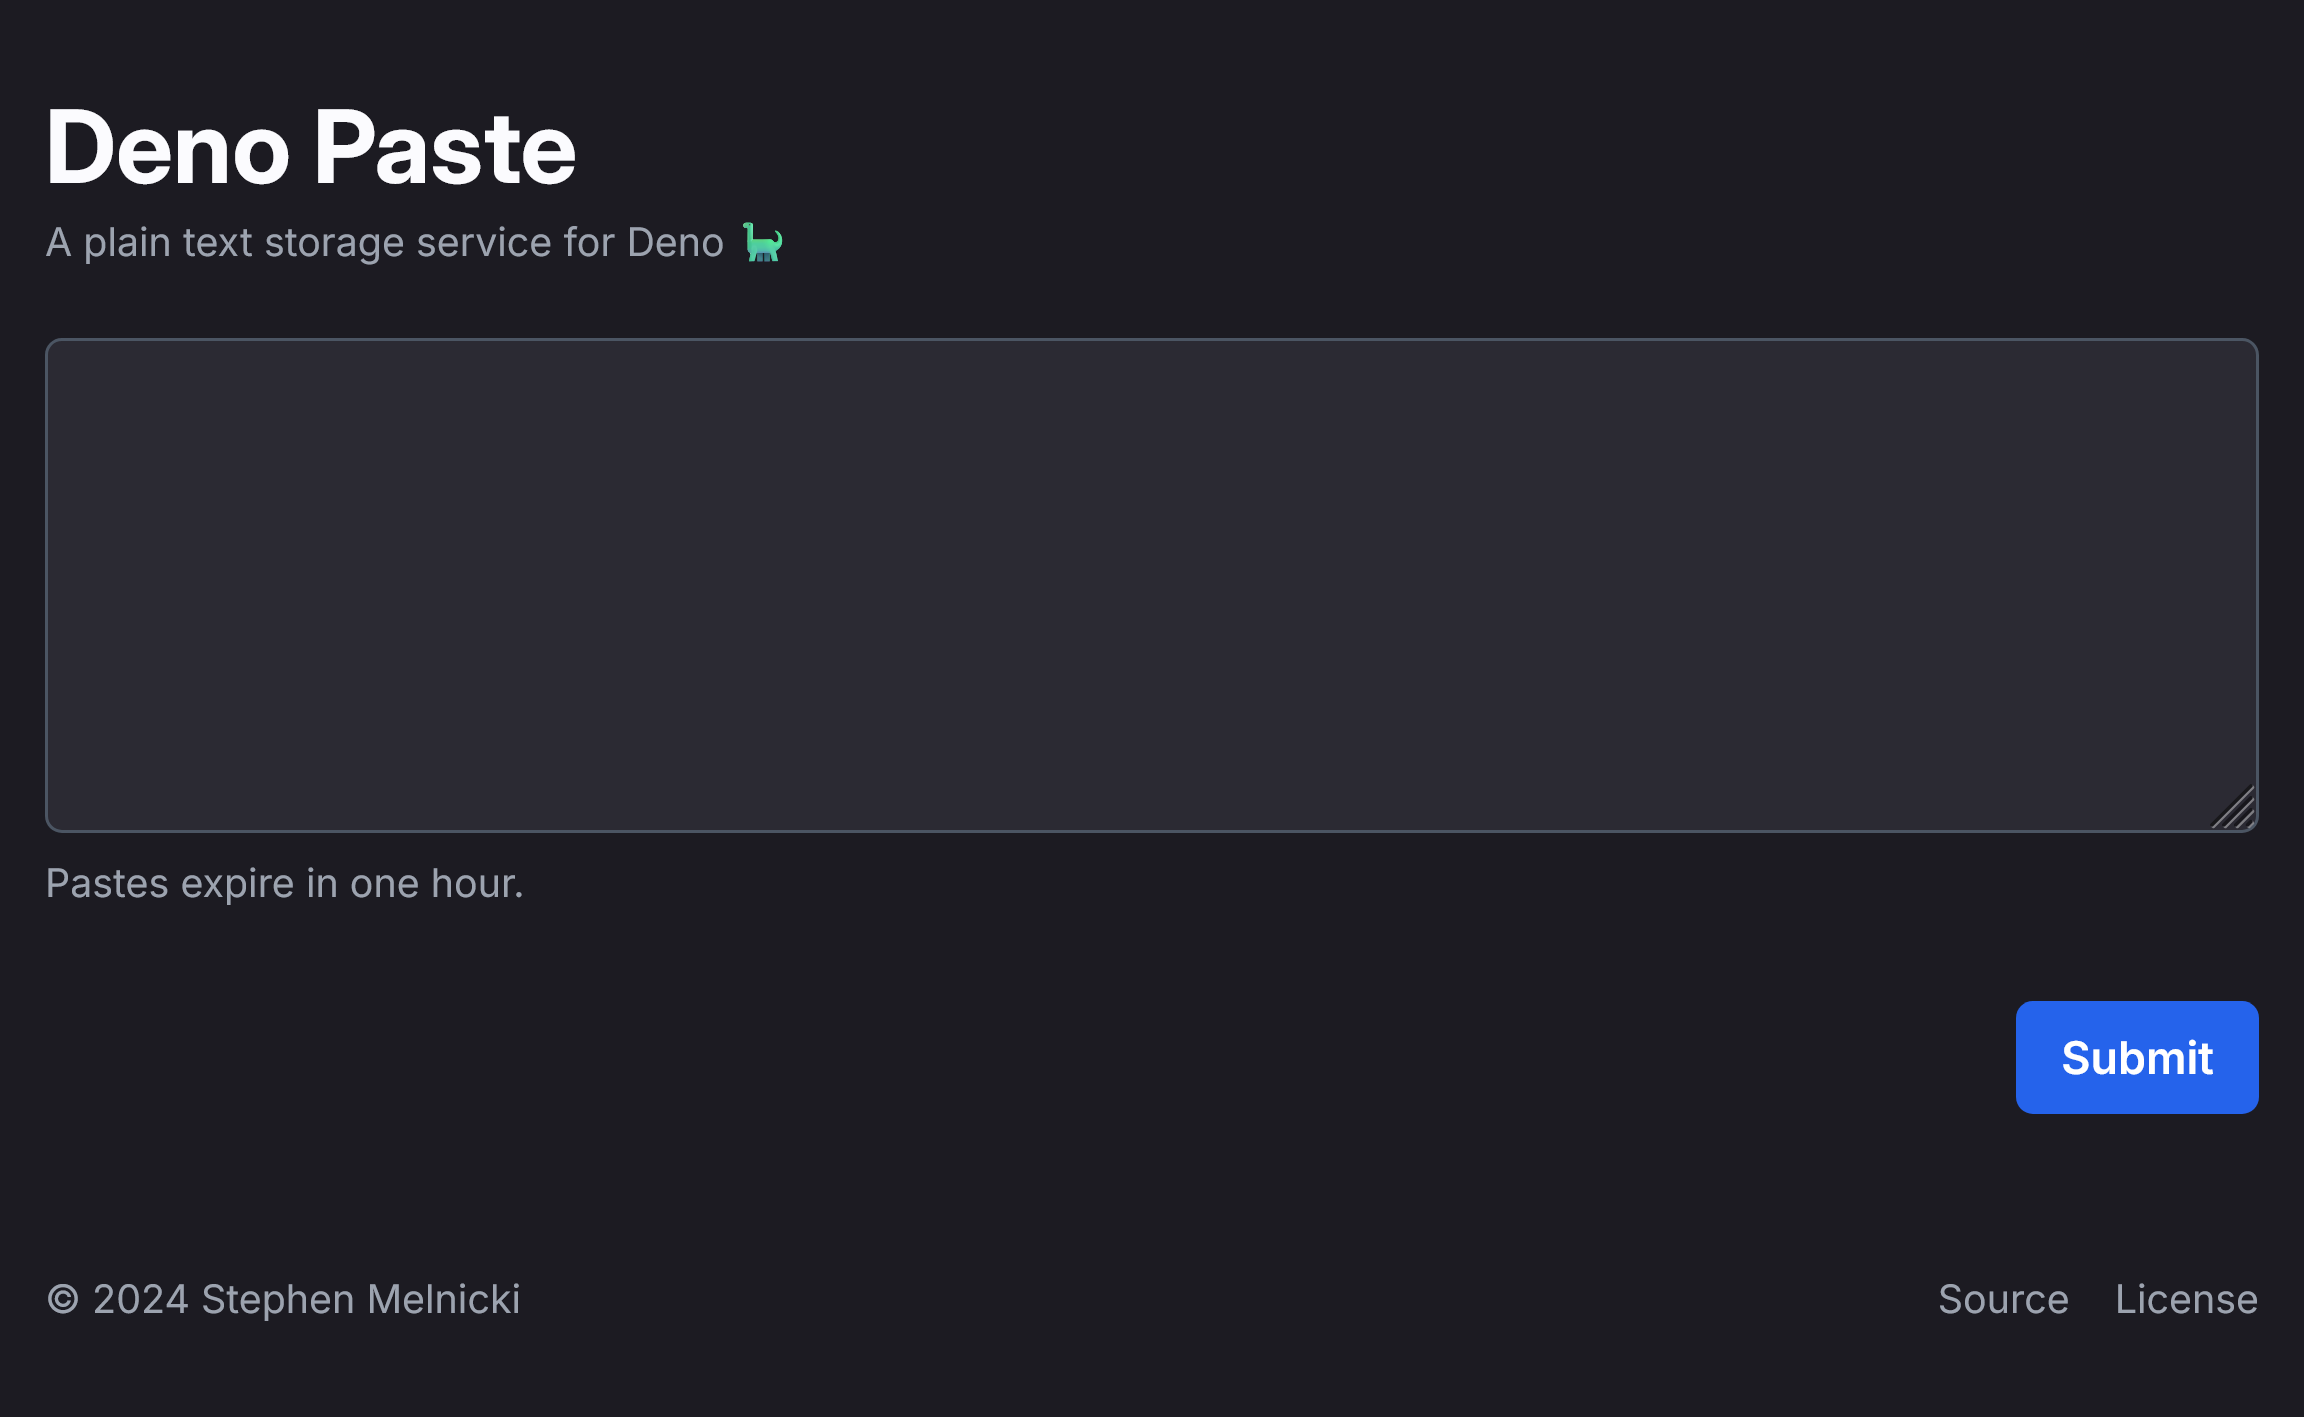 Deno Paste
A plain text storage service for Deno 🦕
Pastes expire in one hour.
Submit
© 2024 Stephen Melnicki
Source License